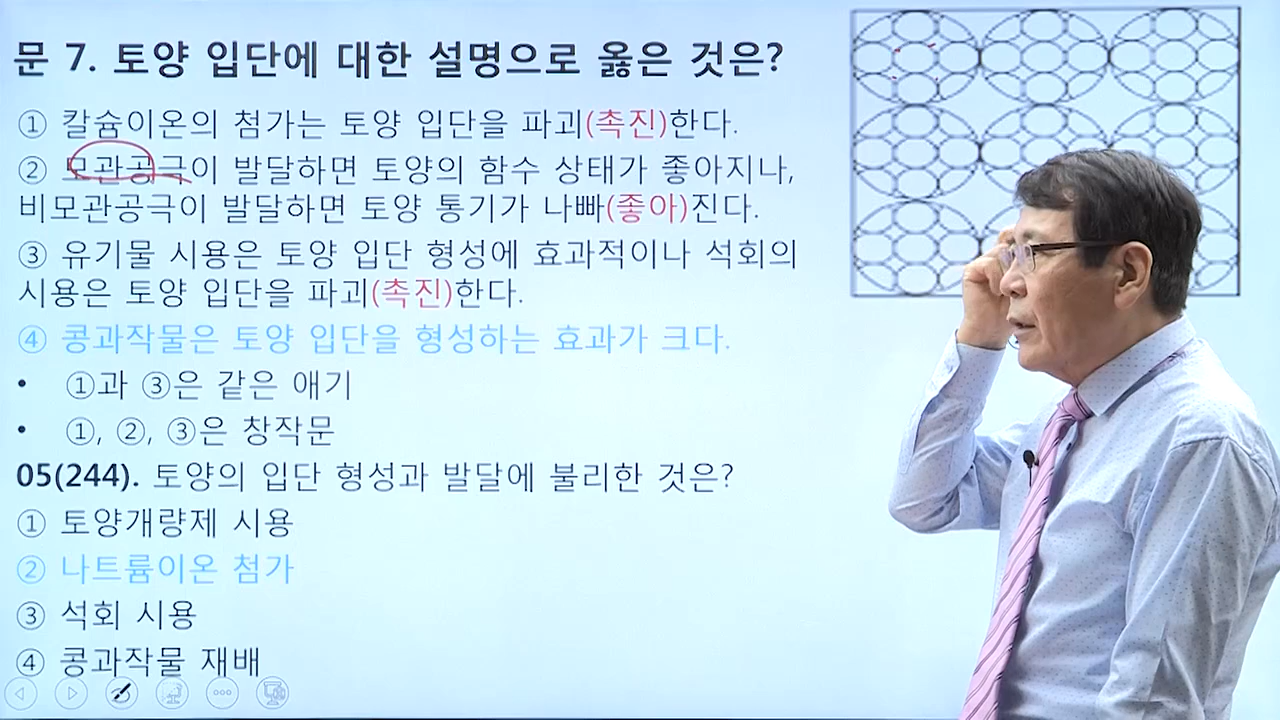 문 7. 토양 입단에 대한 설명으로 옳은 것은?
① 칼슘이온의 첨가는 토양 입단을 파괴(촉진)한다.
② 모관공극이 발달하면 토양의 함수 상태가 좋아지나,
비모관공극이 발달하면 토양 통기가 나빠(좋아)진다.
③ 유기물 시용은 토양 입단 형성에 효과적이나 석회의
시용은 토양 입단을 파괴(촉진)한다.
④ 콩과작물은 토양 입단을 형성하는 효과가 크다.
• ①과 ③은 같은 얘기
• ①, ②, ③은 창작문
05(244). 토양의 입단 형성과 발달에 불리한 것은?
① 토양개량제 시용
② 나트륨이온 첨가
③ 석회 시용
④ 콩과작물 재배